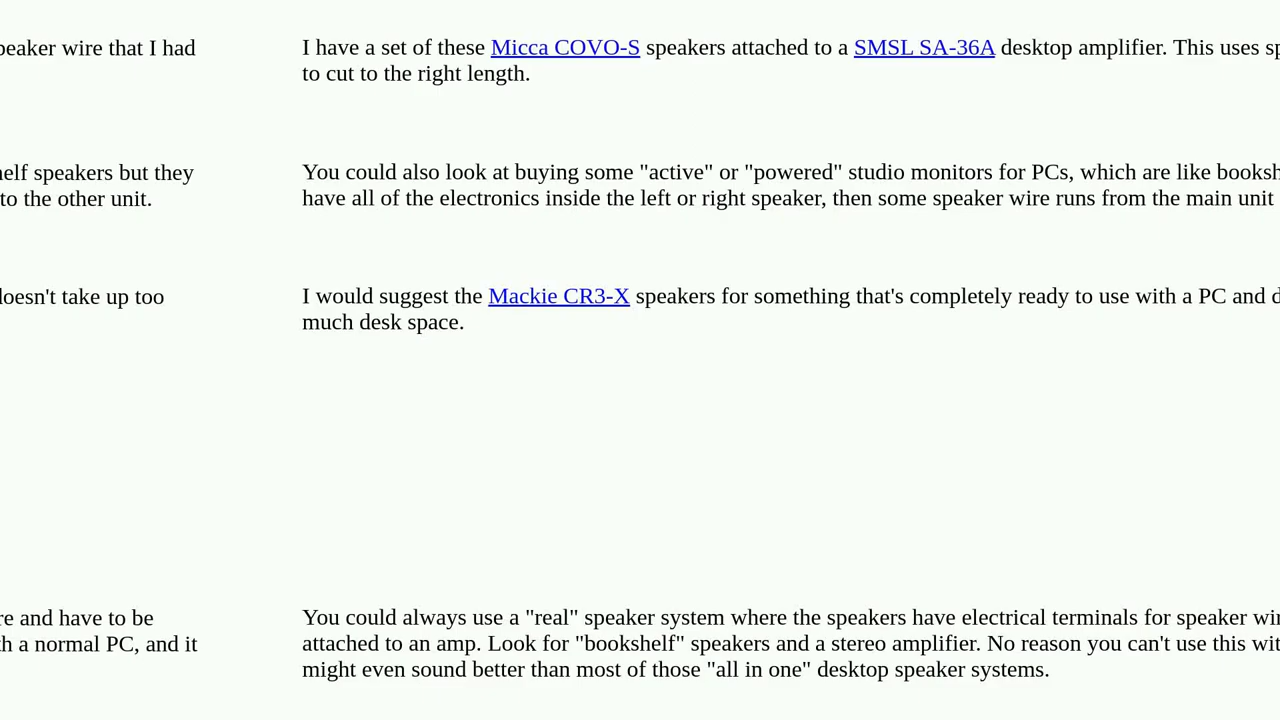 peaker wire that I had
I have a set of these Micca COVO-S speakers attached to a SMSL SA-36A desktop amplifier. This uses sp
to cut to the right length.
elf speakers but they
to the other unit.
You could also look at buying some "active" or "powered" studio monitors for PCs, which are like booksh
have all of the electronics inside the left or right speaker, then some speaker wire runs from the main unit
doesn't take up too
I would suggest the Mackie CR3-X speakers for something that's completely ready to use with a PC and d
much desk space.
re and have to be
h a normal PC, and it
You could always use a "real" speaker system where the speakers have electrical terminals for speaker wir
attached to an amp. Look for "bookshelf" speakers and a stereo amplifier. No reason you can't use this wit
might even sound better than most of those "all in one" desktop speaker systems.